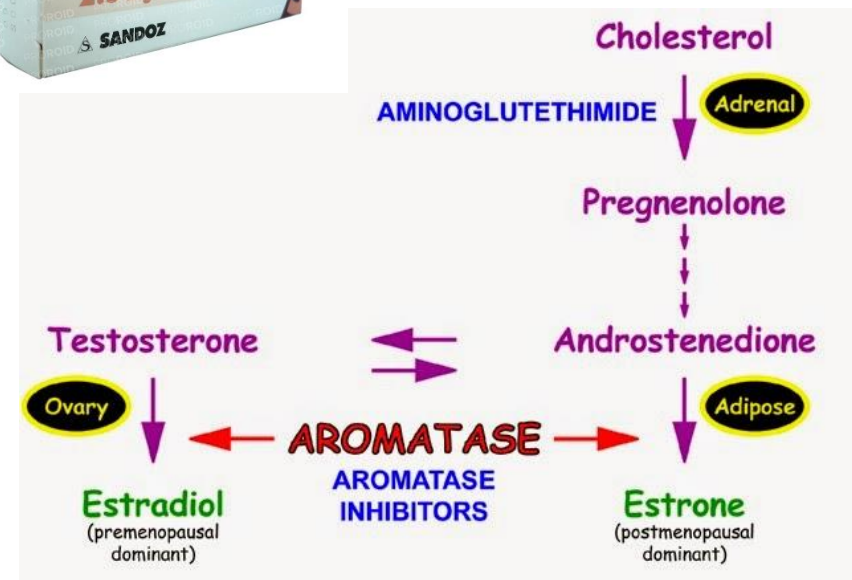 SANDOZ
Cholesterol
AMINOGLUTETHIMIDE
Adrenal
Pregnenolone
Testosterone
Androstenedione
Ovary
Adipose
AROMATASE
AROMATASE
INHIBITORS
Estradiol
(premenopausal
dominant)
Estrone
(postmenopausal
dominant)